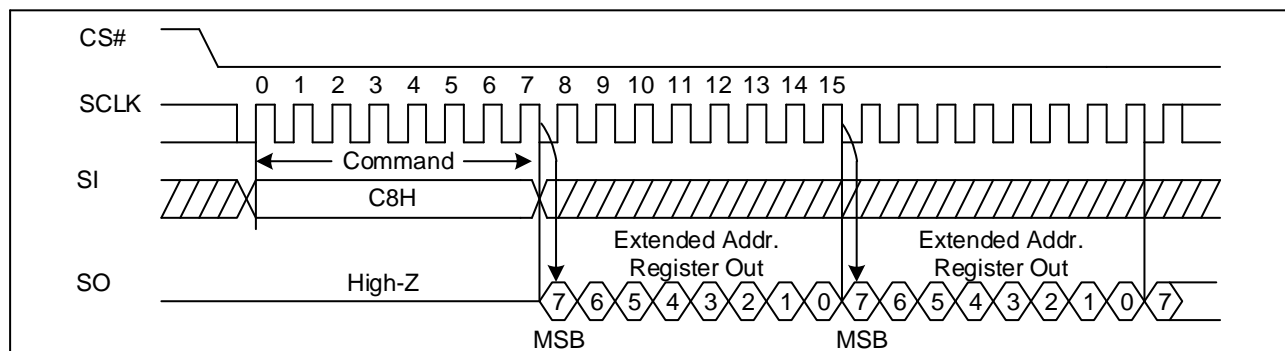 CS#
0 1 2 3 4 5 6 7 8 9 10 11 12 13 14 15
SCLK
Command
SI
C8H
Extended Addr. Extended Addr.
Register Out Register Out
SO High-Z
7 6 5 4 3 2 1 0 7 6 5 4 3 2 1 0 7
MSB MSB